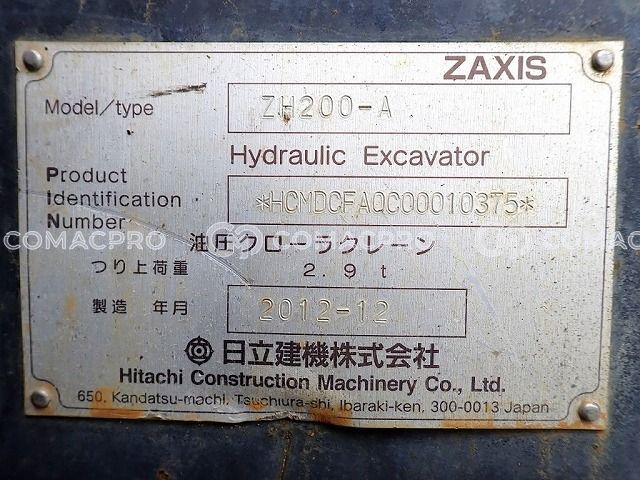 ZAXIS
Model/type ZH200-A
Hydraulic Excavator
Product
Identification *HCMDCFAQC00010375*
Number
COMACPRO COMACPRO COMACPRO
油圧クローラクレーン
つり上荷重 2.9t
製造 年月 2012-12
日立建機株式会社
Hitachi Construction Machinery Co., Ltd.
650, Kandatsu-machi, Tsuchiura-shi, Ibaraki-ken, 300-0013 Japan